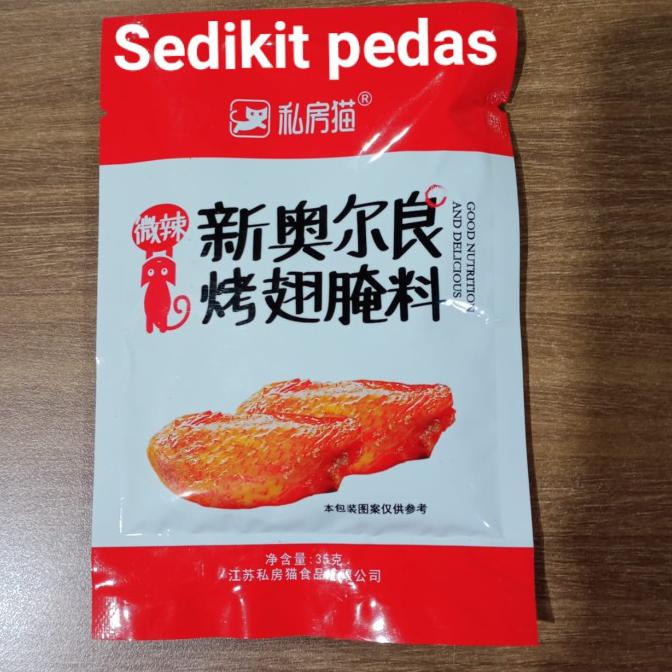 Sedikit pedas
私房猫®
微辣
新奥尔良
烤翅腌料
GOOD NUTRITION
AND DELICIOUS
本包装图案仅供参考
净含量:35克
江苏私房猫食品有限公司